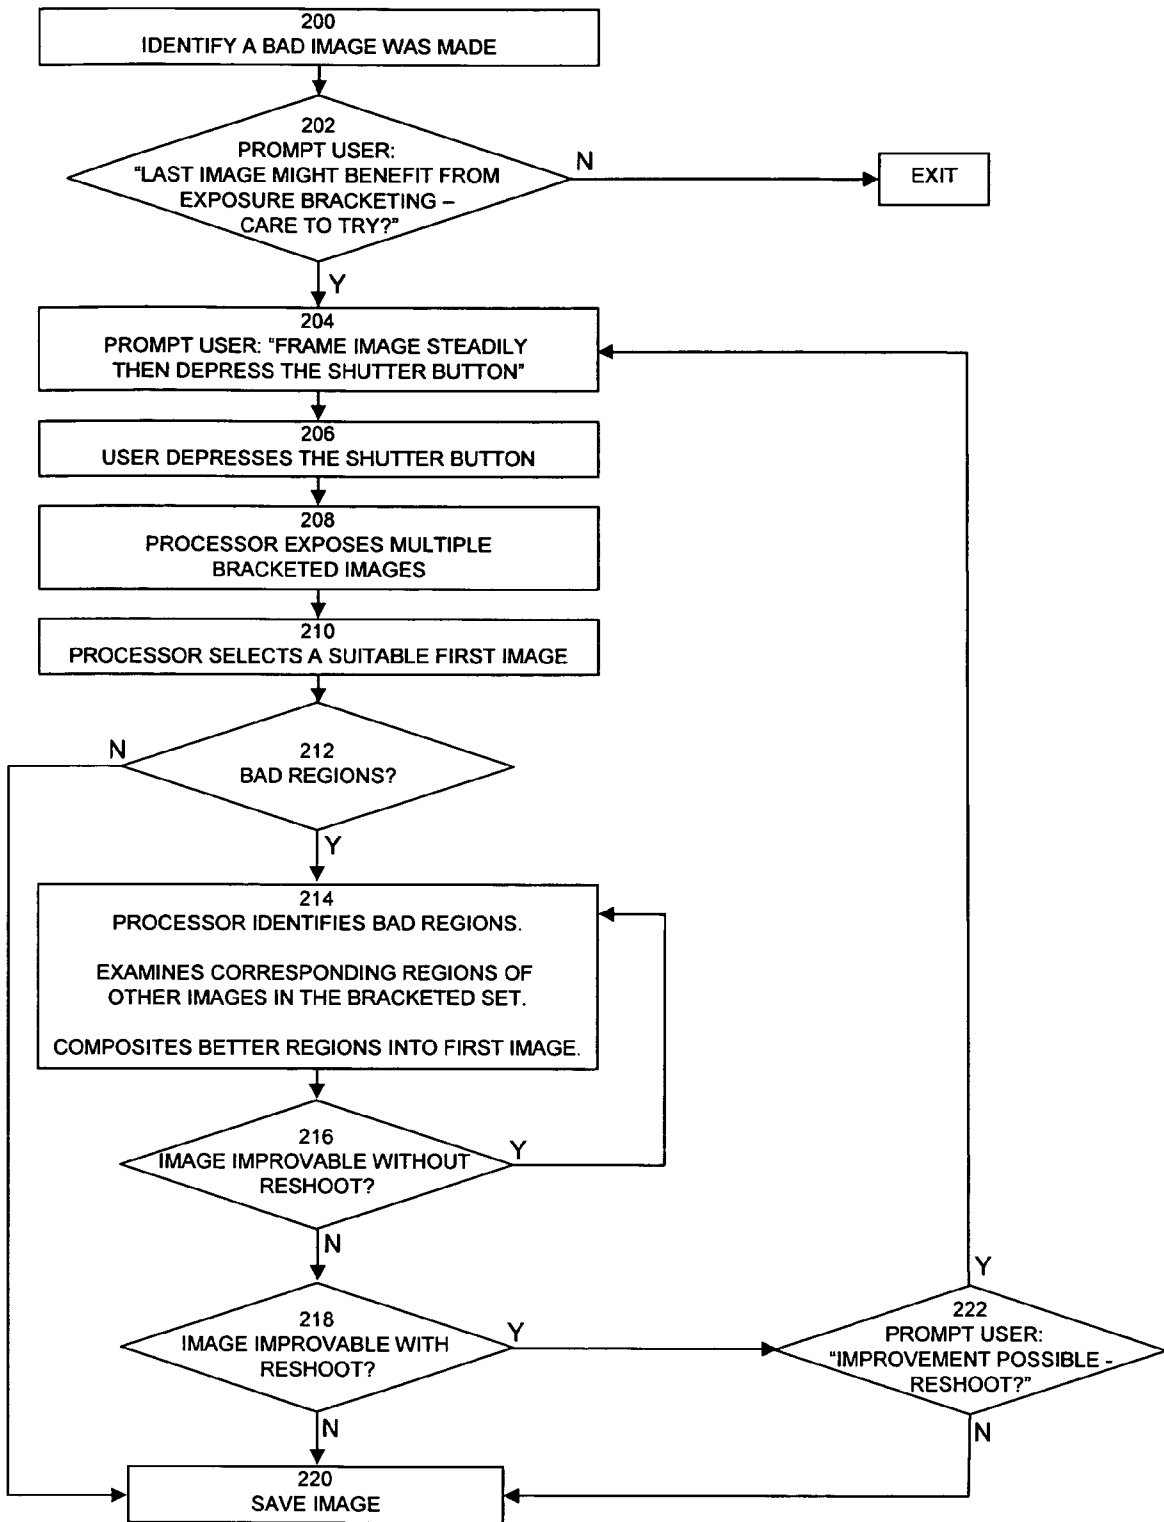 200
IDENTIFY A BAD IMAGE WAS MADE
202
PROMPT USER:
"LAST IMAGE MIGHT BENEFIT FROM
EXPOSURE BRACKETING –
CARE TO TRY?"
N
EXIT
Y
204
PROMPT USER: "FRAME IMAGE STEADILY
THEN DEPRESS THE SHUTTER BUTTON"
206
USER DEPRESSES THE SHUTTER BUTTON
208
PROCESSOR EXPOSES MULTIPLE
BRACKETED IMAGES
210
PROCESSOR SELECTS A SUITABLE FIRST IMAGE
N
212
BAD REGIONS?
Y
214
PROCESSOR IDENTIFIES BAD REGIONS.
EXAMINES CORRESPONDING REGIONS OF
OTHER IMAGES IN THE BRACKETED SET.
COMPOSITES BETTER REGIONS INTO FIRST IMAGE.
216
IMAGE IMPROVABLE WITHOUT
RESHOOT?
Y
N
218
IMAGE IMPROVABLE WITH
RESHOOT?
Y
N
Y
222
PROMPT USER:
"IMPROVEMENT POSSIBLE -
RESHOOT?"
N
220
SAVE IMAGE